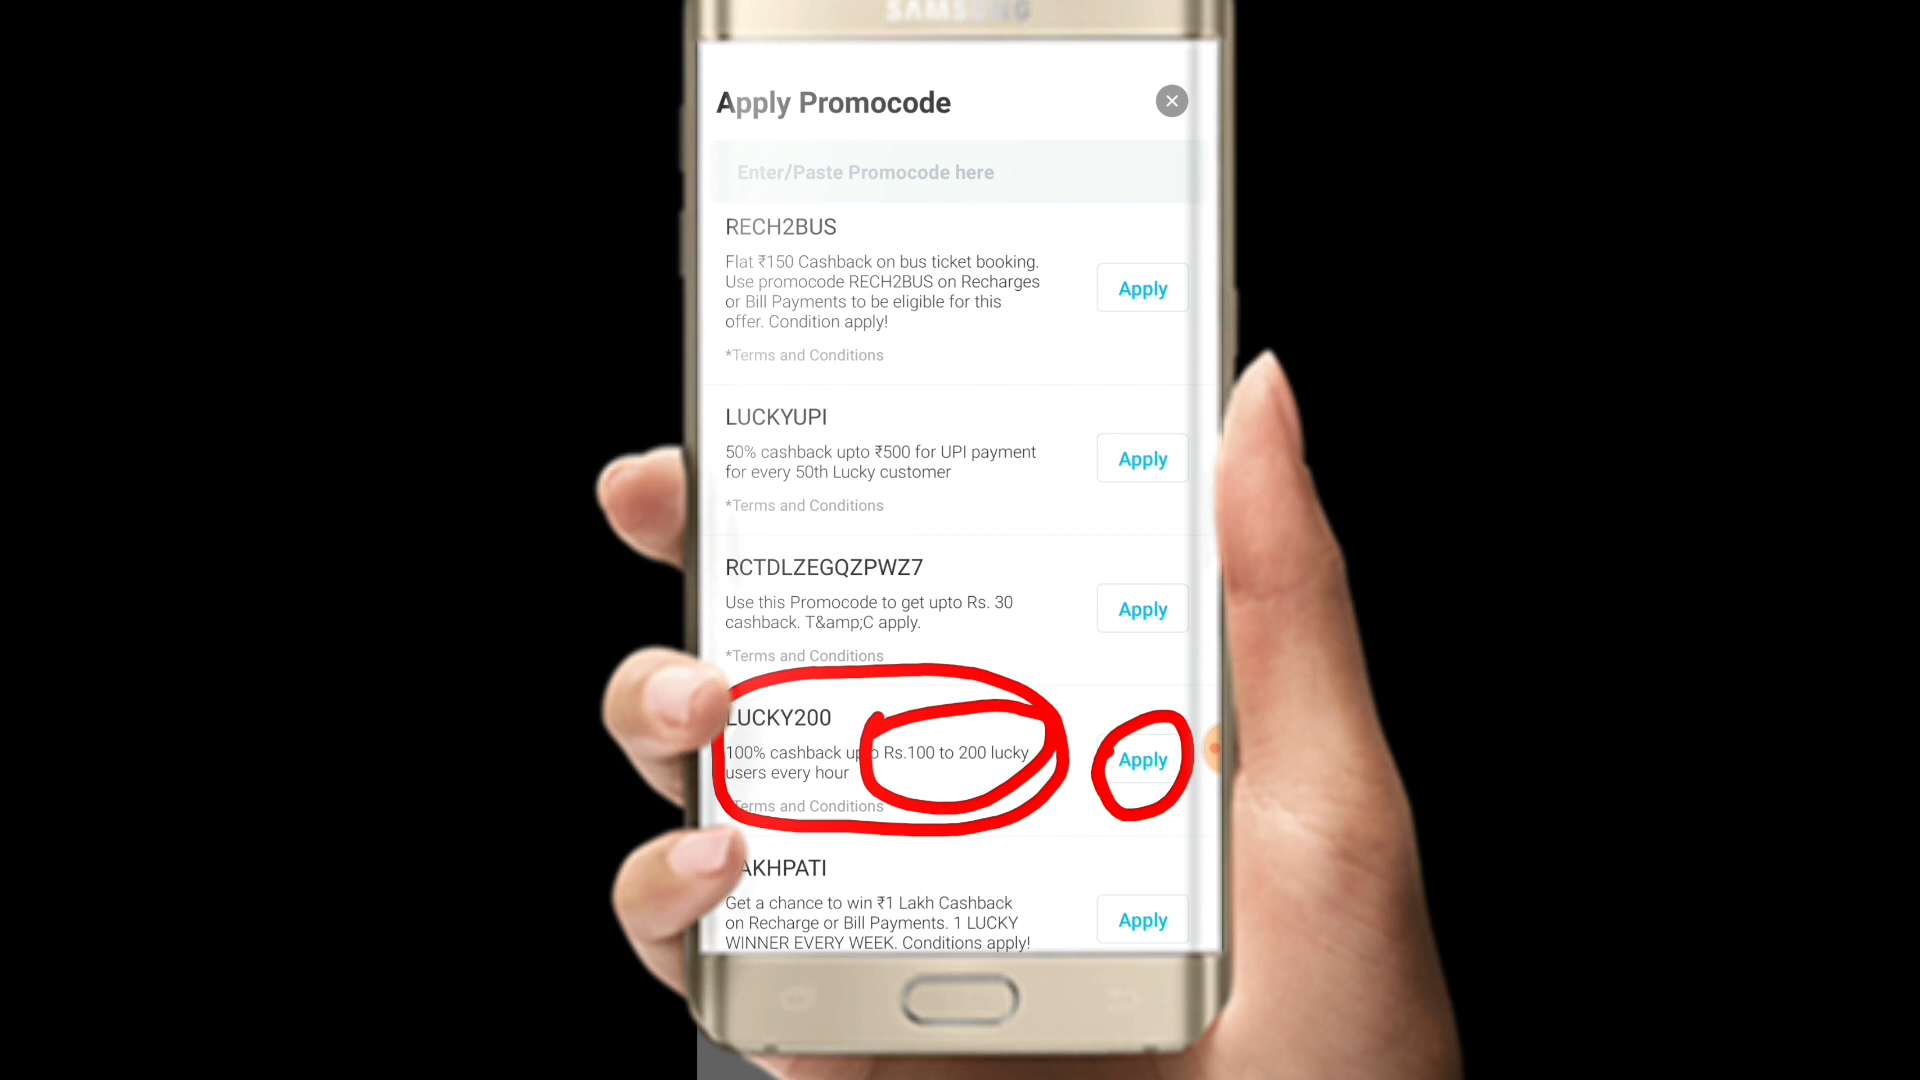 SAMSUNG
Apply Promocode
Enter/Paste Promocode here
RECH2BUS
Flat ₹150 Cashback on bus ticket booking.
Use promocode RECH2BUS on Recharges
or Bill Payments to be eligible for this
offer. Condition apply!
Apply
*Terms and Conditions
LUCKYUPI
50% cashback upto ₹500 for UPI payment
for every 50th Lucky customer
Apply
*Terms and Conditions
RCTDLZEGQZPWZ7
Use this Promocode to get upto Rs. 30
cashback. T&amp;C apply.
Apply
*Terms and Conditions
LUCKY200
100% cashback upto Rs.100 to 200 lucky
users every hour
Apply
Terms and Conditions
AKHPATI
Get a chance to win ₹1 Lakh Cashback
on Recharge or Bill Payments. 1 LUCKY
WINNER EVERY WEEK. Conditions apply!
Apply